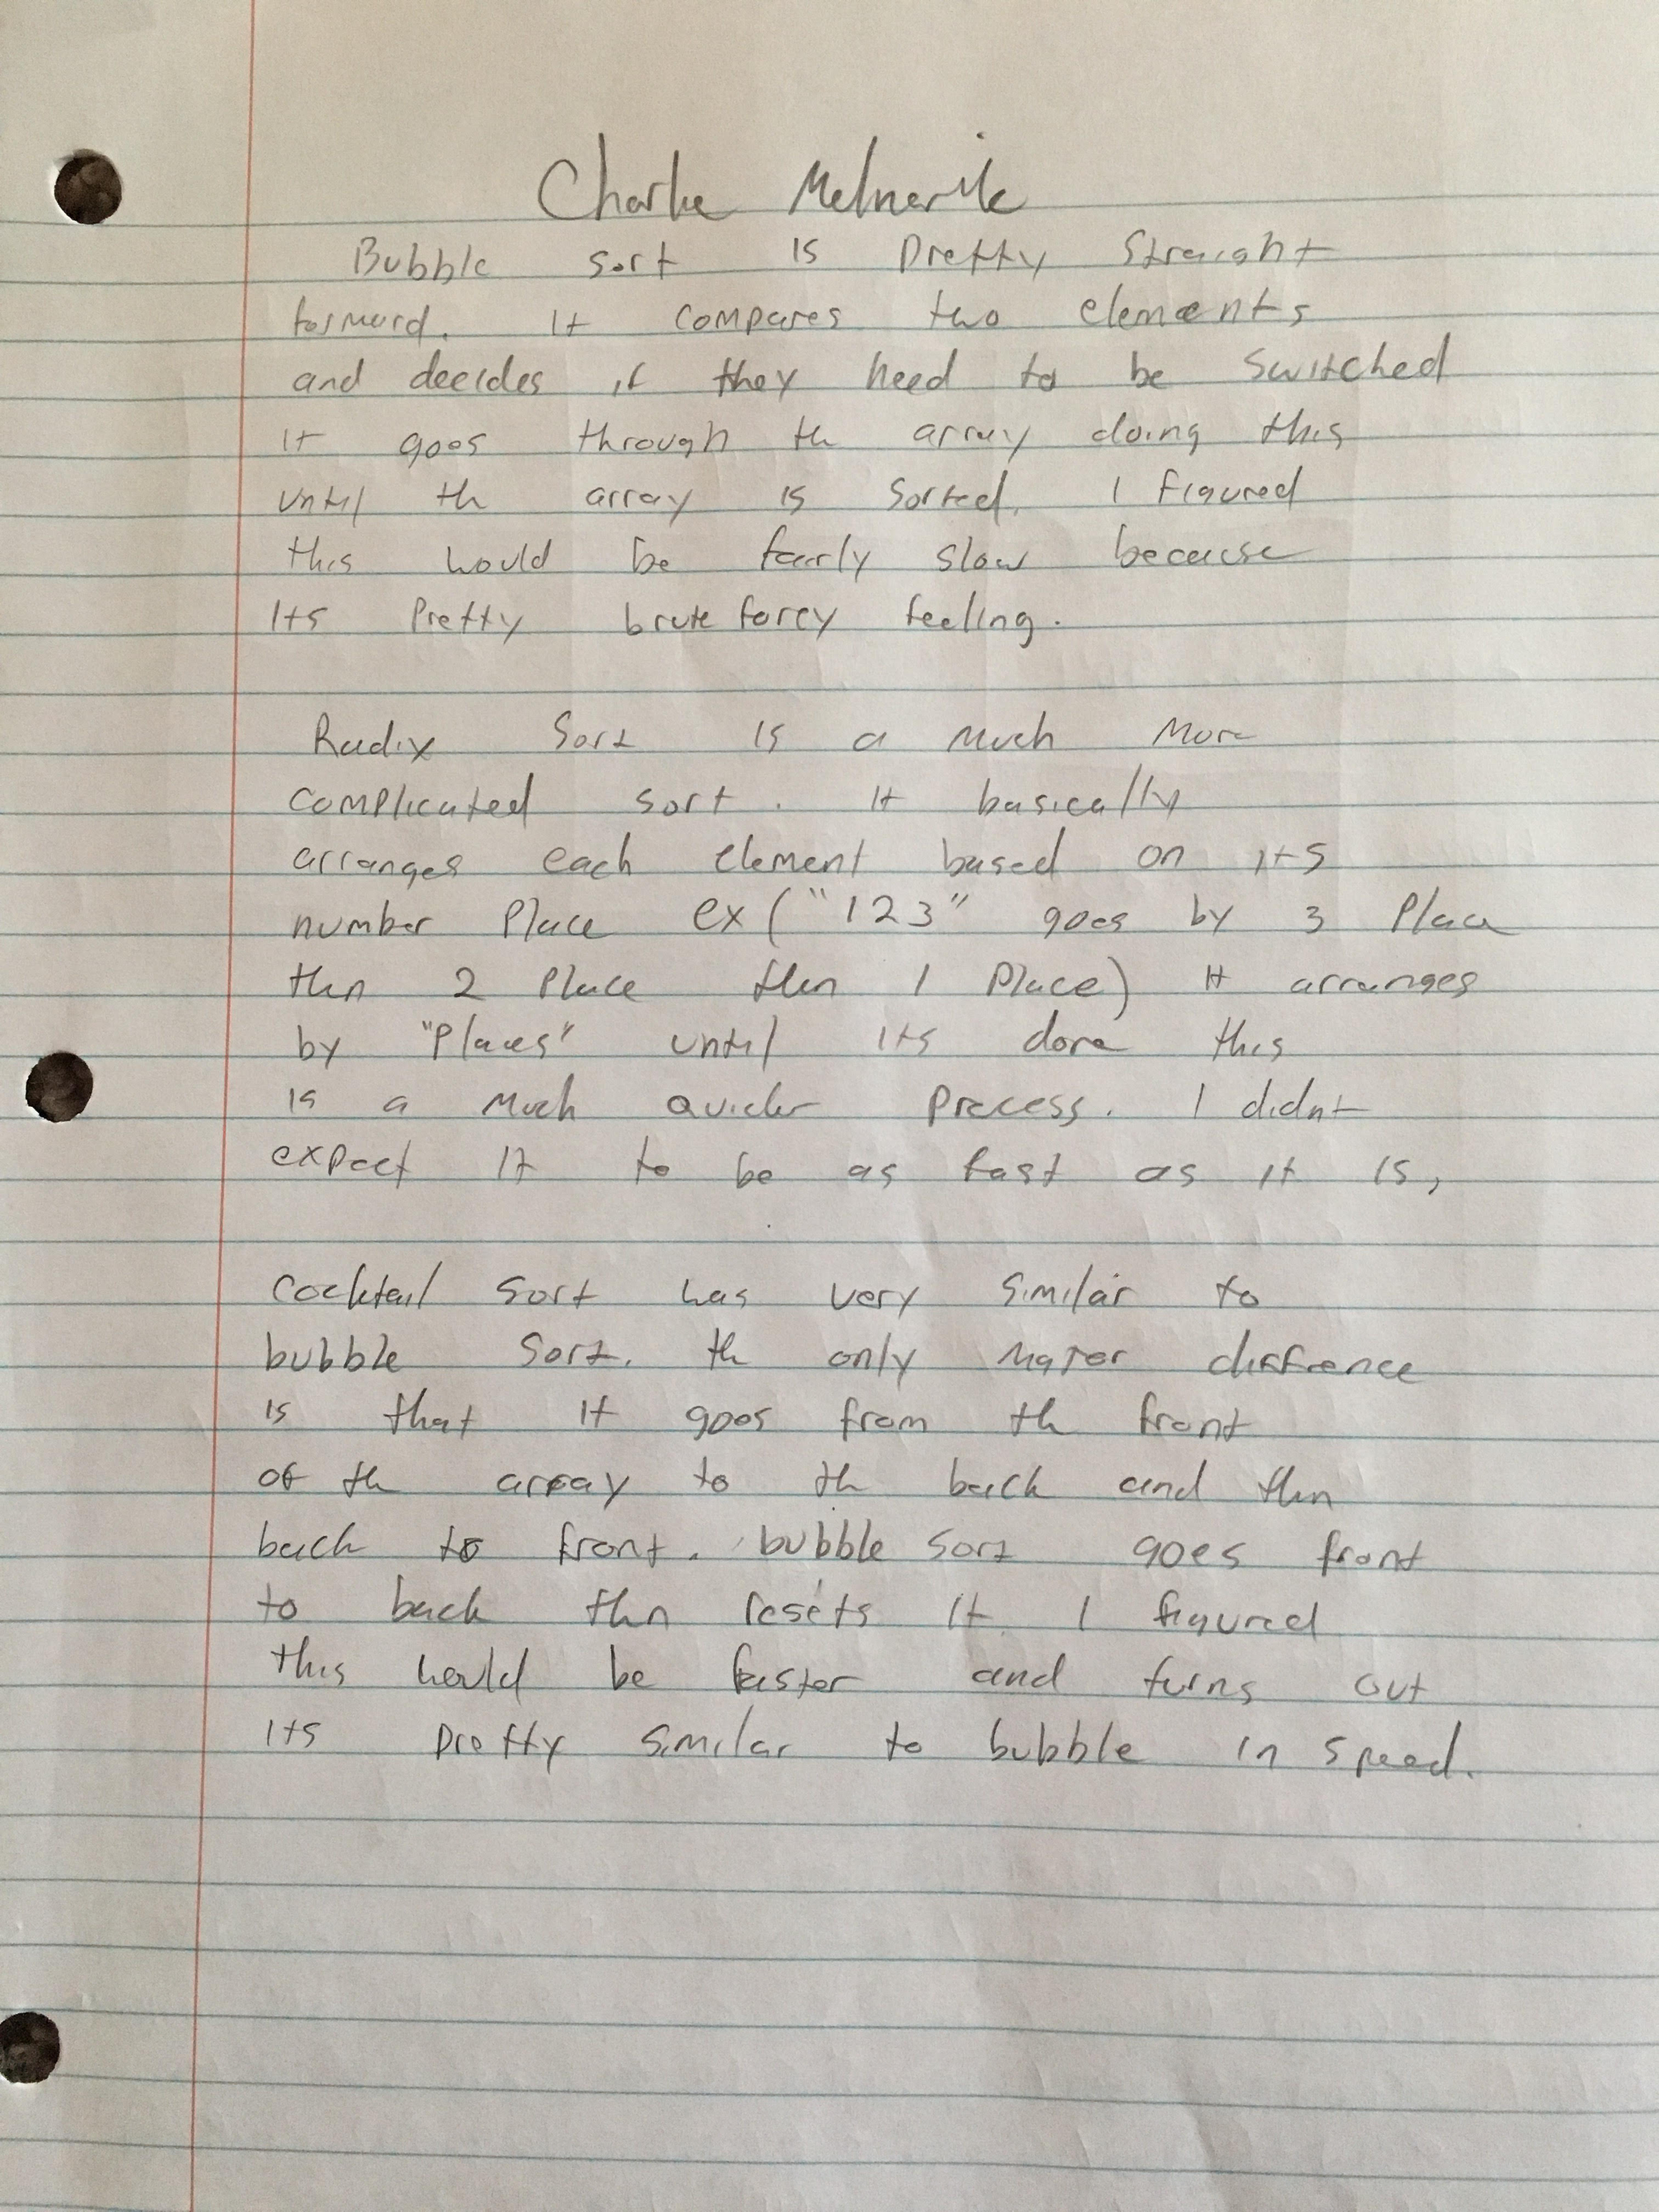 Charlie Melnarik
Bubble sort is Pretty Straight
forward. It compares two elements
and decides if they need to be switched
it goes through th array doing this
until th array is sorted. I figured
this would be fairly slow because
its pretty brute forcy feeling.
Radix Sort is a much more
complicated sort. It basically
arranges each element based on its
number place ex ("123" goes by 3 place
then 2 place then 1 place) It arranges
by "places" until its done this
is a much quicker process. I didnt
expect it to be as fast as it is,
Cocktail sort was very similar to
bubble sort. th only major diffrence
is that it goes from th front
of th array to th back and then
back to front. bubble sort goes front
to back then resets it. I figured
this would be faster and turns out
its pretty similar to bubble in speed.